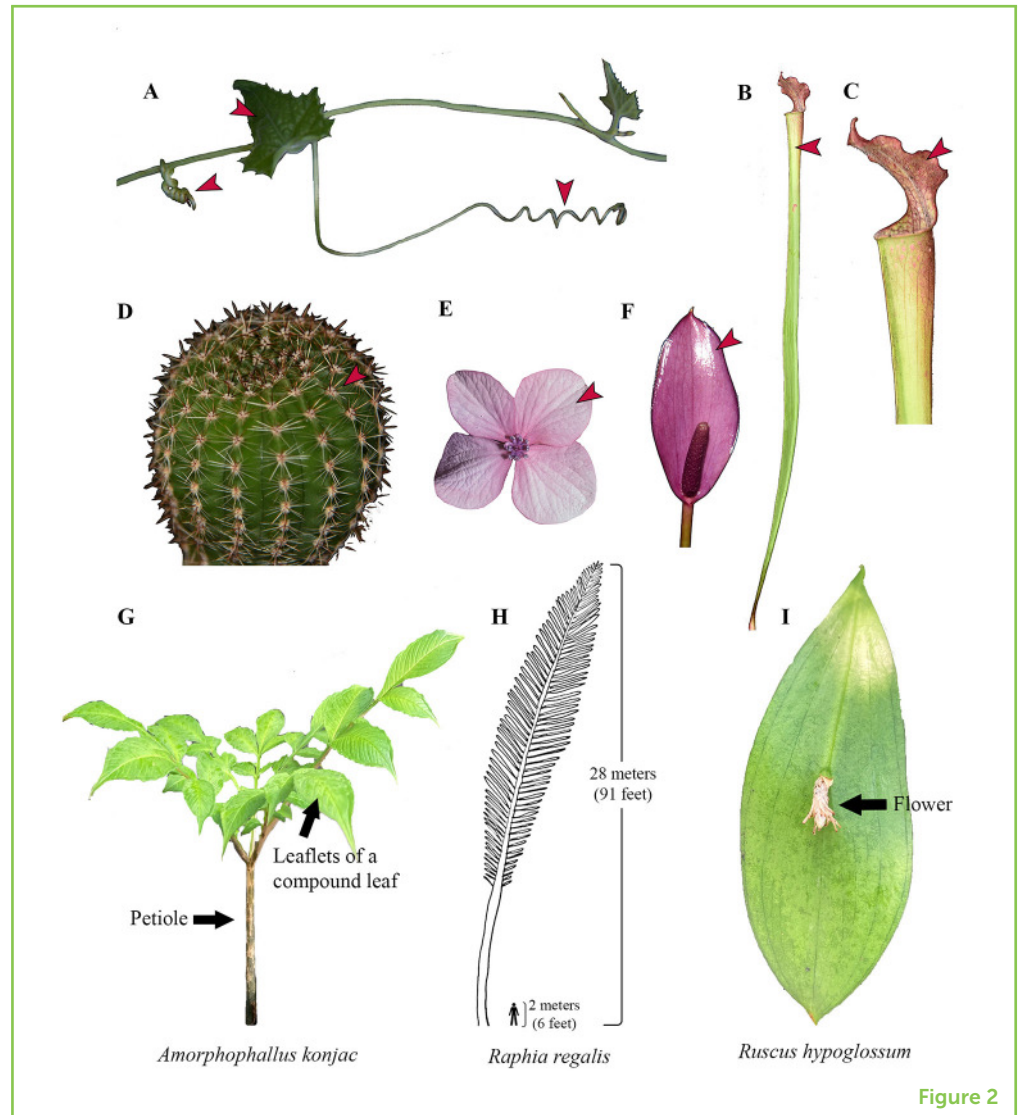 A
B
C
D
E
F
G
H
I
28 meters
(91 feet)
Flower
Leaflets of a
compound leaf
Petiole
2 meters
(6 feet)
Amorphophallus konjac
Raphia regalis
Ruscus hypoglossum
Figure 2